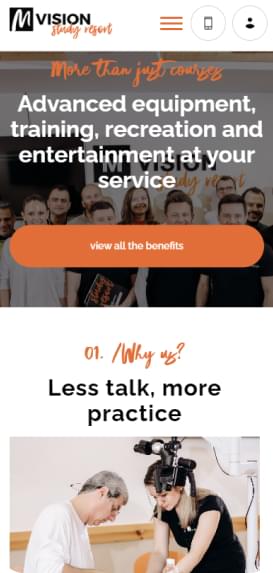 M VISION
study resort
More than just courses
Advanced equipment,
training, recreation and
entertainment at your
service
view all the benefits
01. /Why us?
Less talk, more
practice